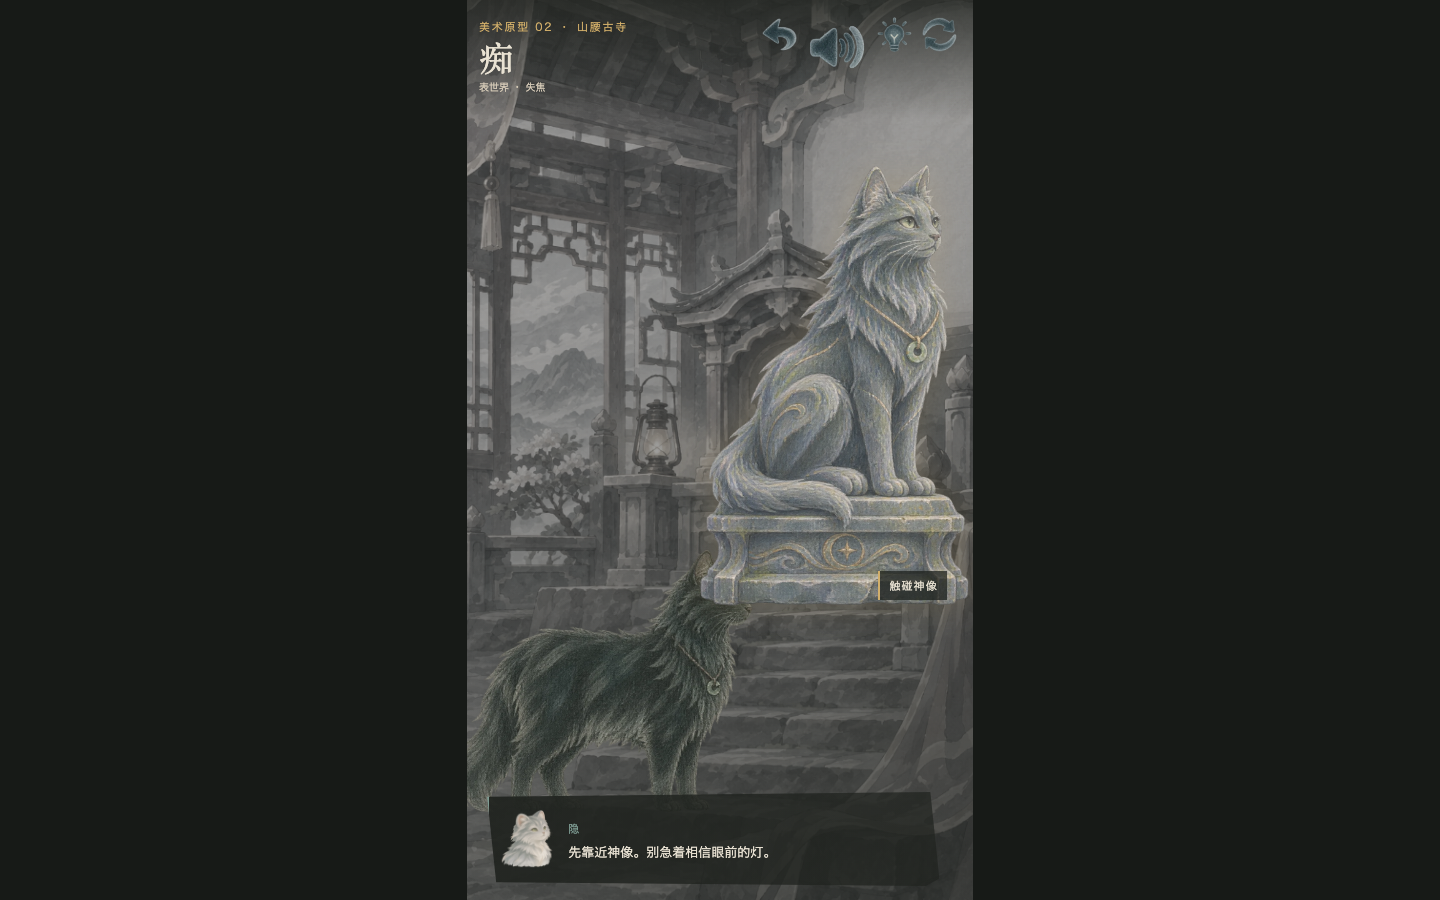 美术原型 02 · 山腰古寺
痴
表世界 · 失焦
触碰神像
隐
先靠近神像。别急着相信眼前的灯。